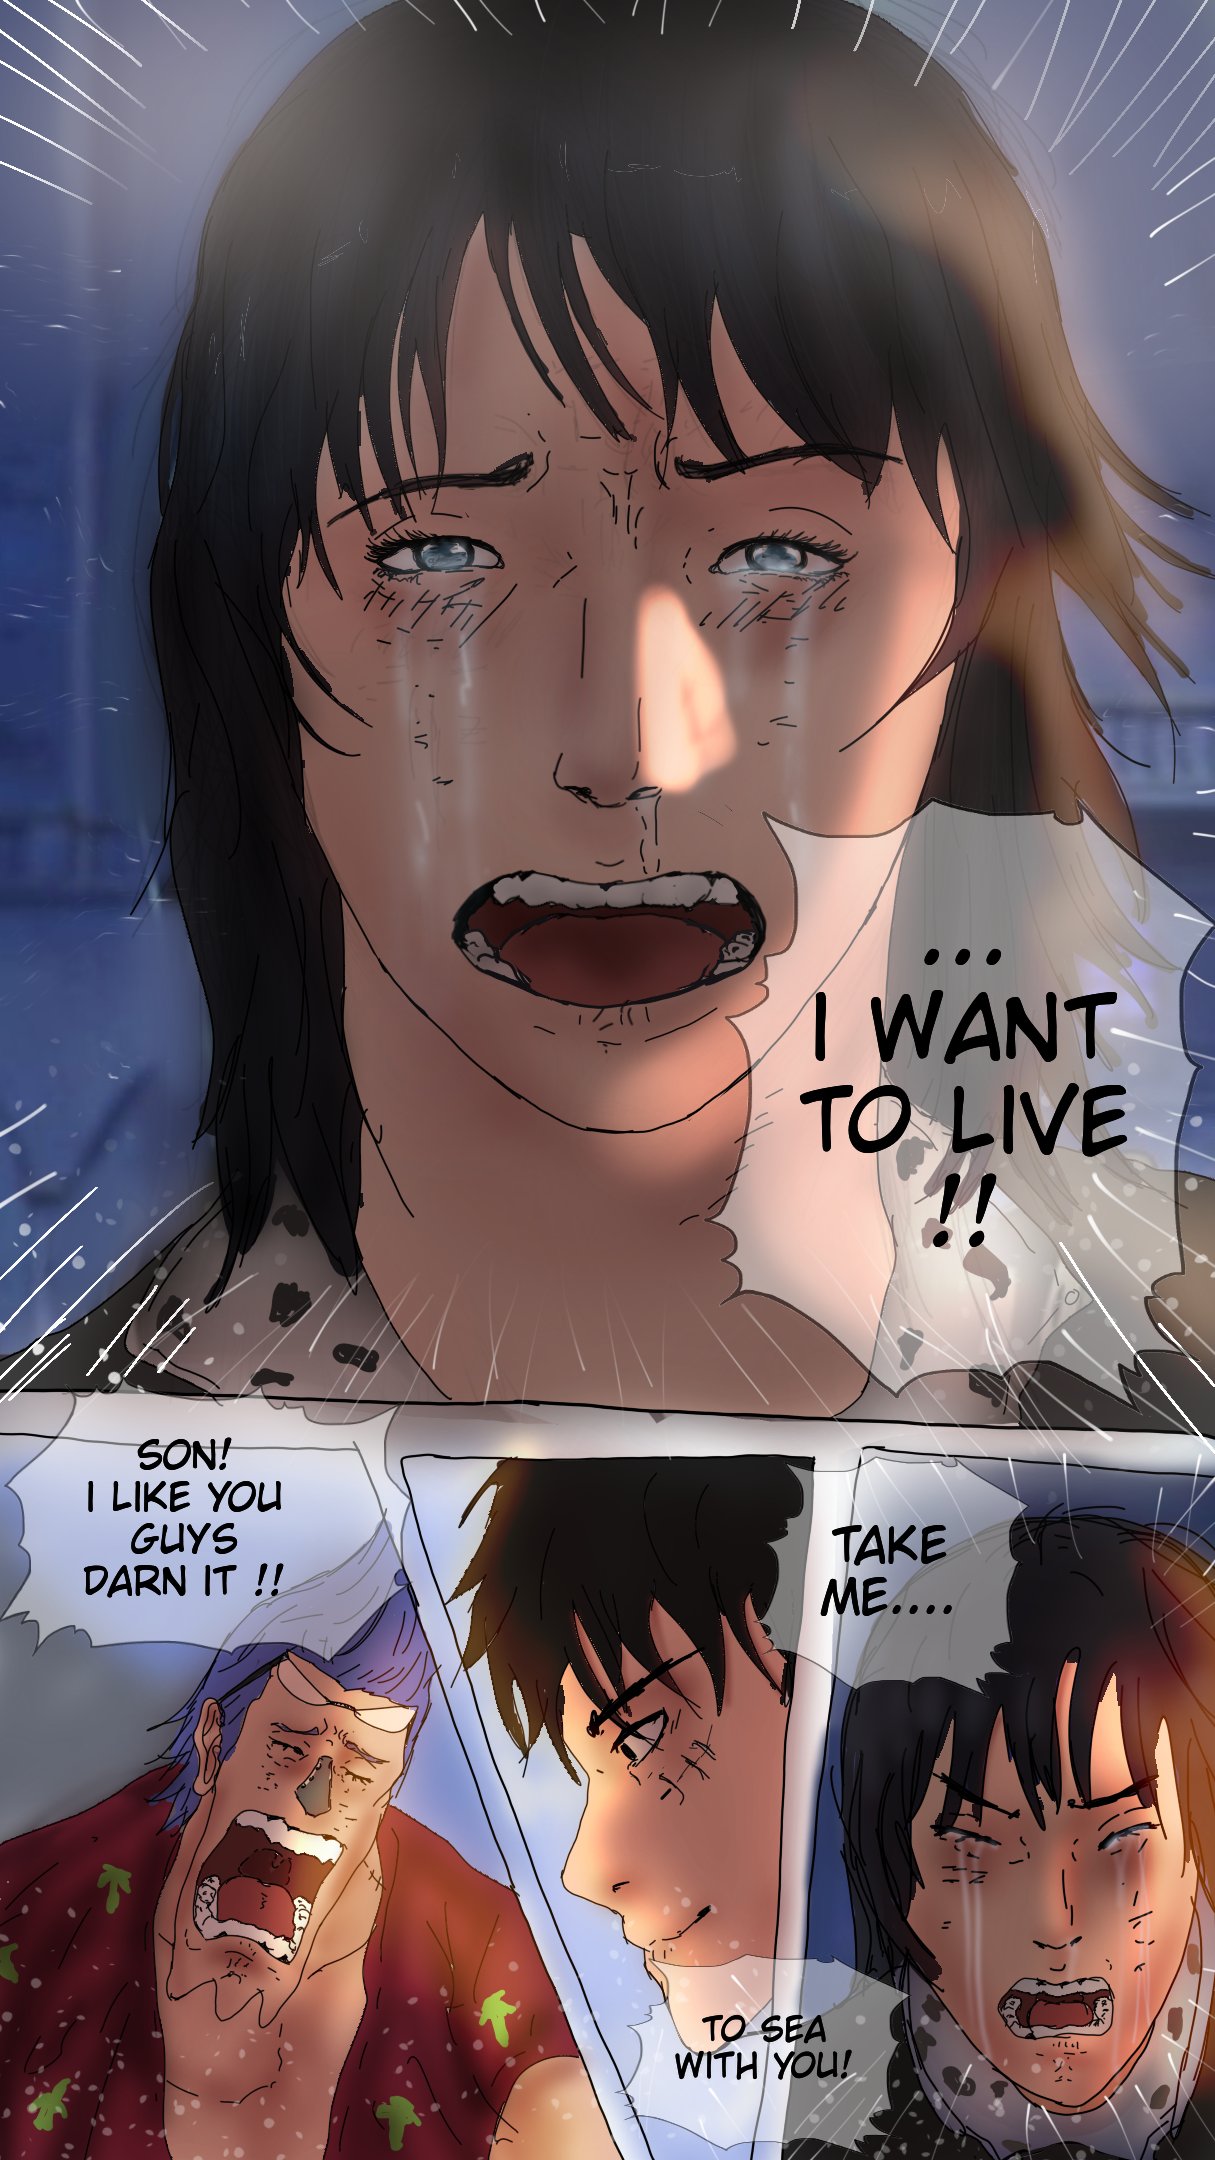 ...
I WANT
TO LIVE
!!
SON!
I LIKE YOU
GUYS
DARN IT !!
TAKE
ME....
TO SEA
WITH YOU!